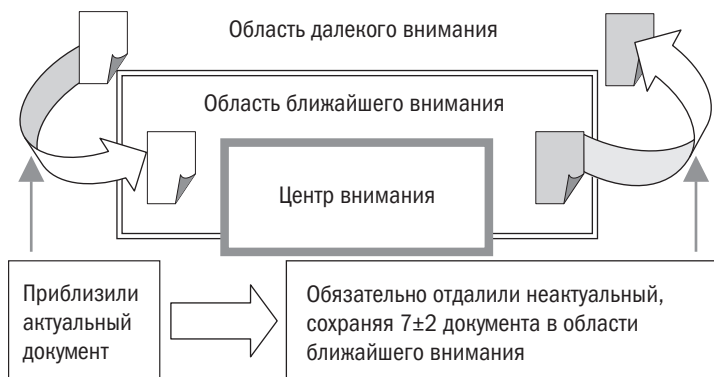 Область далекого внимания
Область ближайшего внимания
Центр внимания
Приблизили
актуальный
документ
Обязательно отдалили неактуальный,
сохраняя 7±2 документа в области
ближайшего внимания